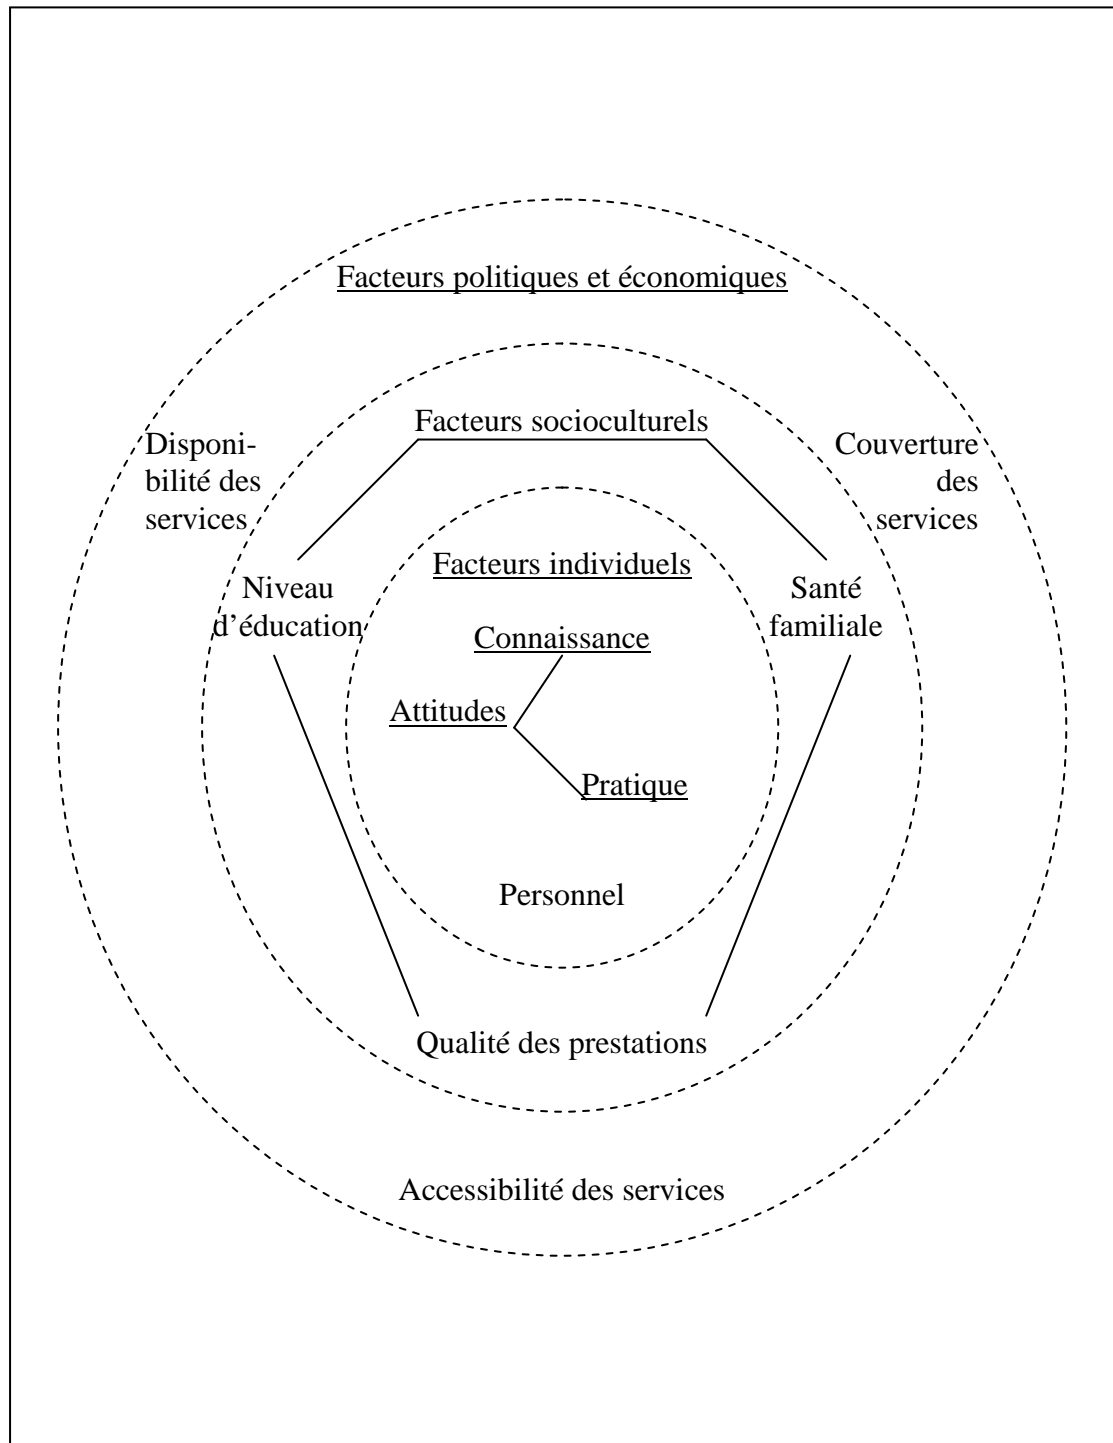 Facteurs politiques et économiques
Facteurs socioculturels
Disponi-
bilité des
services
Couverture
des
services
Facteurs individuels
Niveau
d’éducation
Santé
familiale
Connaissance
Attitudes
Pratique
Personnel
Qualité des prestations
Accessibilité des services